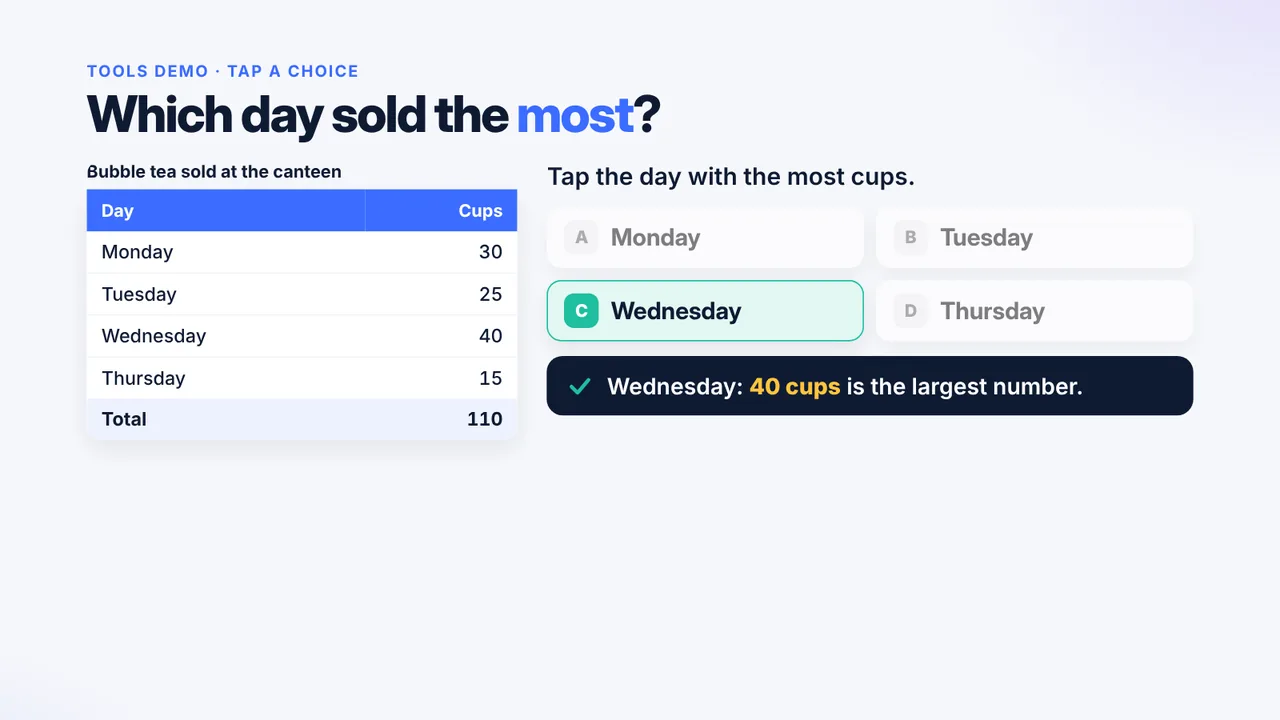 TOOLS DEMO · TAP A CHOICE
Which day sold the most?
Bubble tea sold at the canteen
Day Cups
Monday 30
Tuesday 25
Wednesday 40
Thursday 15
Total 110
Tap the day with the most cups.
A Monday
B Tuesday
C Wednesday
D Thursday
Wednesday: 40 cups is the largest number.